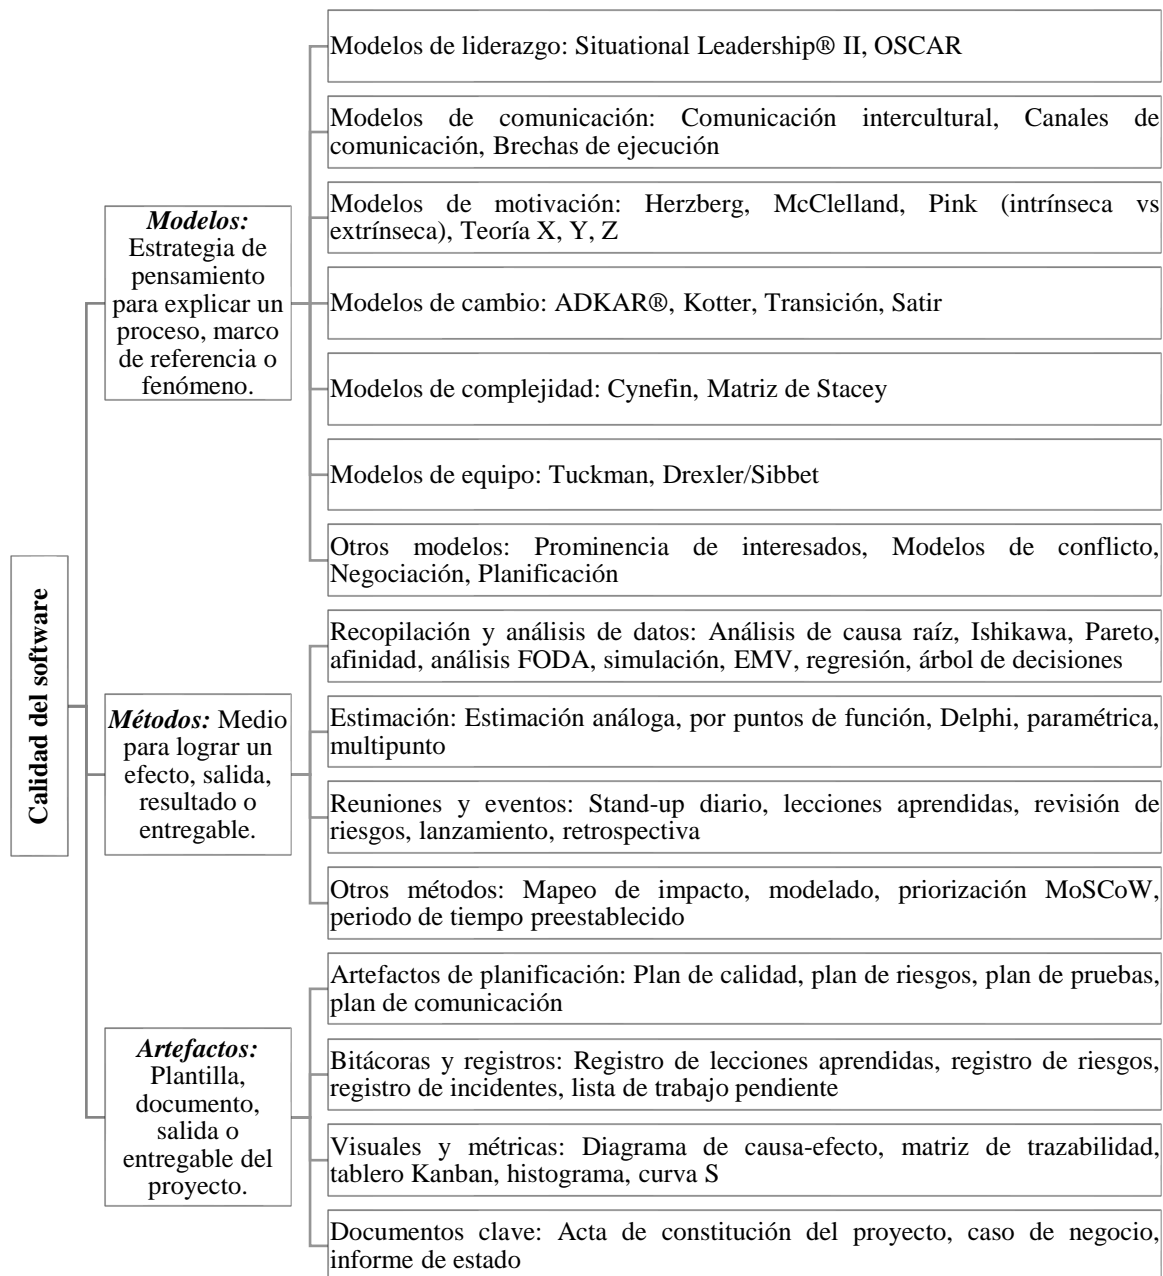 Calidad del software
Modelos:
Estrategia de
pensamiento
para explicar un
proceso, marco
de referencia o
fenómeno.
Modelos de liderazgo: Situational Leadership® II, OSCAR
Modelos de comunicación: Comunicación intercultural, Canales de
comunicación, Brechas de ejecución
Modelos de motivación: Herzberg, McClelland, Pink (intrínseca vs
extrínseca), Teoría X, Y, Z
Modelos de cambio: ADKAR®, Kotter, Transición, Satir
Modelos de complejidad: Cynefin, Matriz de Stacey
Modelos de equipo: Tuckman, Drexler/Sibbet
Otros modelos: Prominencia de interesados, Modelos de conflicto,
Negociación, Planificación
Métodos: Medio
para lograr un
efecto, salida,
resultado o
entregable.
Recopilación y análisis de datos: Análisis de causa raíz, Ishikawa, Pareto,
afinidad, análisis FODA, simulación, EMV, regresión, árbol de decisiones
Estimación: Estimación análoga, por puntos de función, Delphi, paramétrica,
multipunto
Reuniones y eventos: Stand-up diario, lecciones aprendidas, revisión de
riesgos, lanzamiento, retrospectiva
Otros métodos: Mapeo de impacto, modelado, priorización MoSCoW,
periodo de tiempo preestablecido
Artefactos:
Plantilla,
documento,
salida o
entregable del
proyecto.
Artefactos de planificación: Plan de calidad, plan de riesgos, plan de pruebas,
plan de comunicación
Bitácoras y registros: Registro de lecciones aprendidas, registro de riesgos,
registro de incidentes, lista de trabajo pendiente
Visuales y métricas: Diagrama de causa-efecto, matriz de trazabilidad,
tablero Kanban, histograma, curva S
Documentos clave: Acta de constitución del proyecto, caso de negocio,
informe de estado